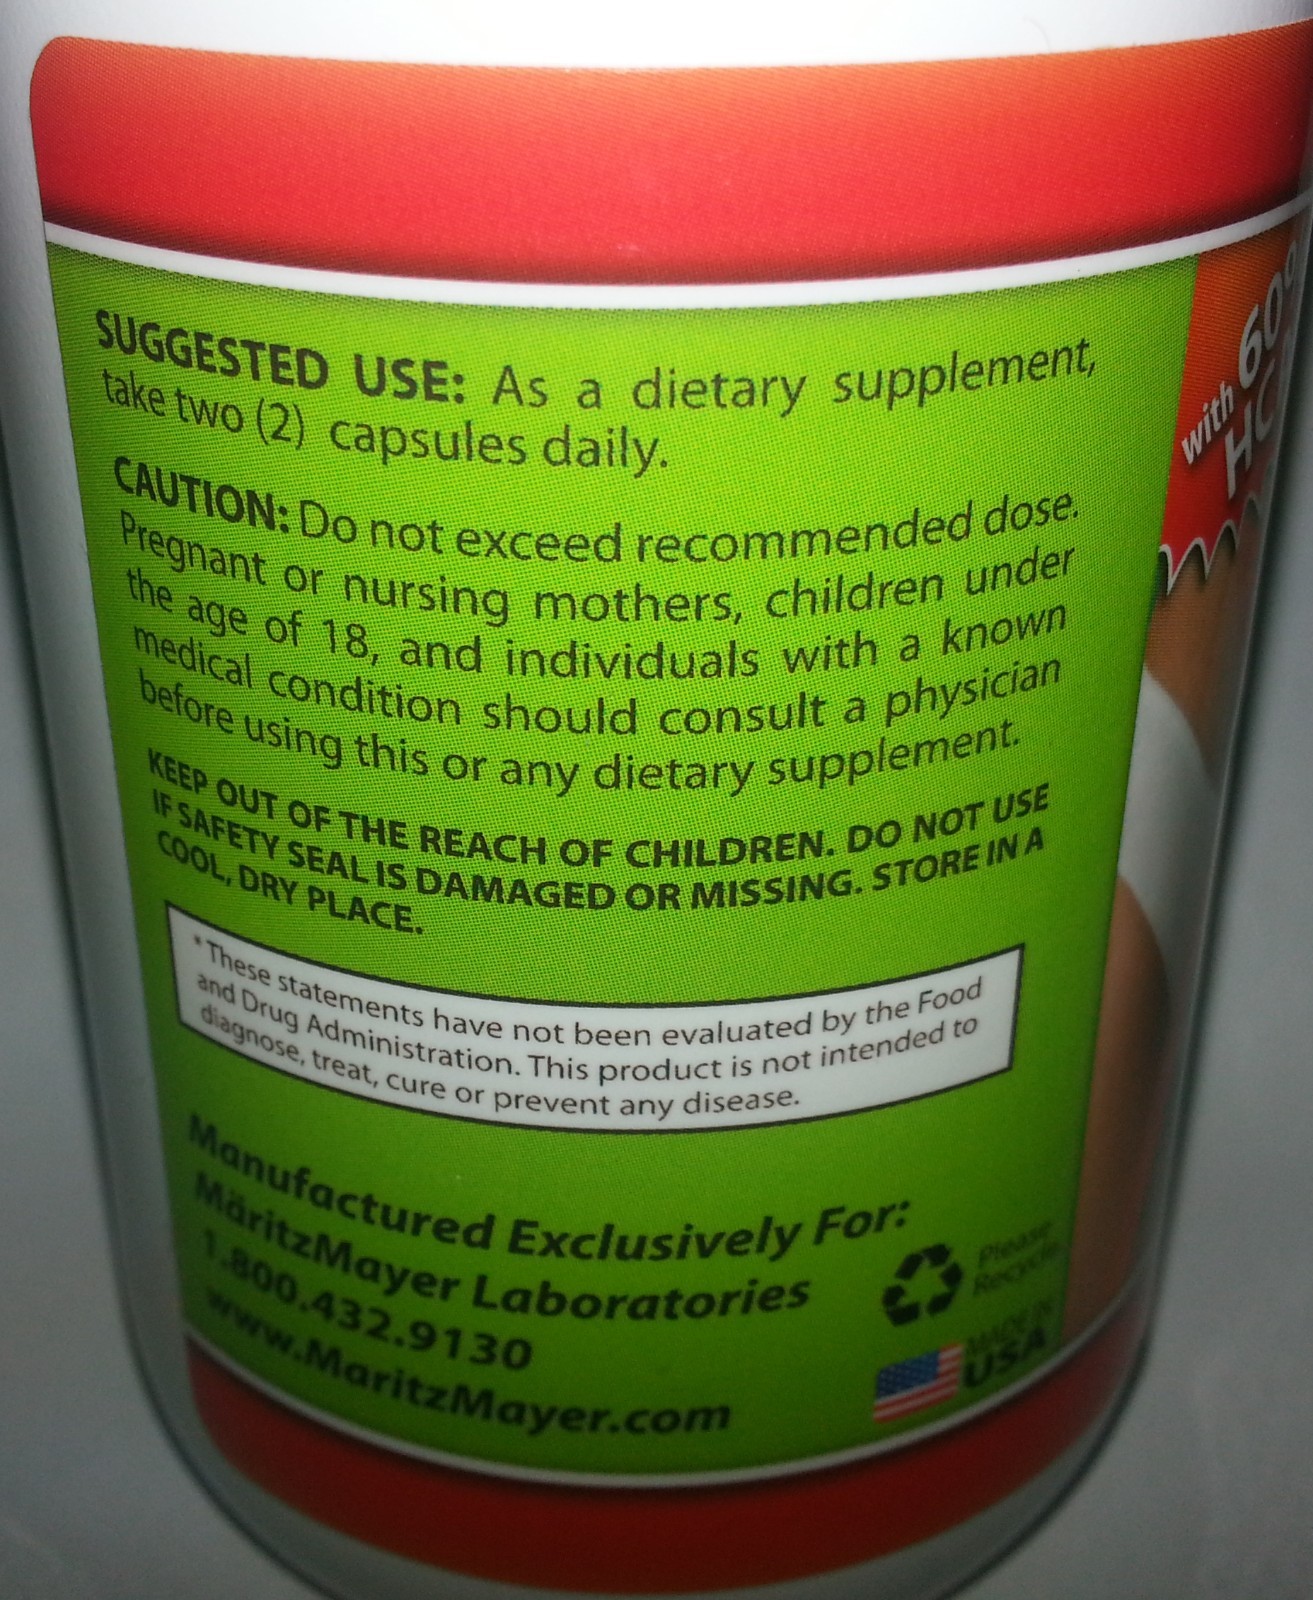 SUGGESTED USE: As a dietary supplement,
take two (2) capsules daily.
CAUTION: Do not exceed recommended dose.
Pregnant or nursing mothers, children under
the age of 18, and individuals with a known
medical condition should consult a physician
before using this or any dietary supplement.
KEEP OUT OF THE REACH OF CHILDREN. DO NOT USE
IF SAFETY SEAL IS DAMAGED OR MISSING. STORE IN A
COOL, DRY PLACE.
*These statements have not been evaluated by the Food
and Drug Administration. This product is not intended to
diagnose, treat, cure or prevent any disease.
Manufactured Exclusively For:
MäritzMayer Laboratories
1.800.432.9130
www.MaritzMayer.com
Please
Recycle
MADE IN
USA
with 60%